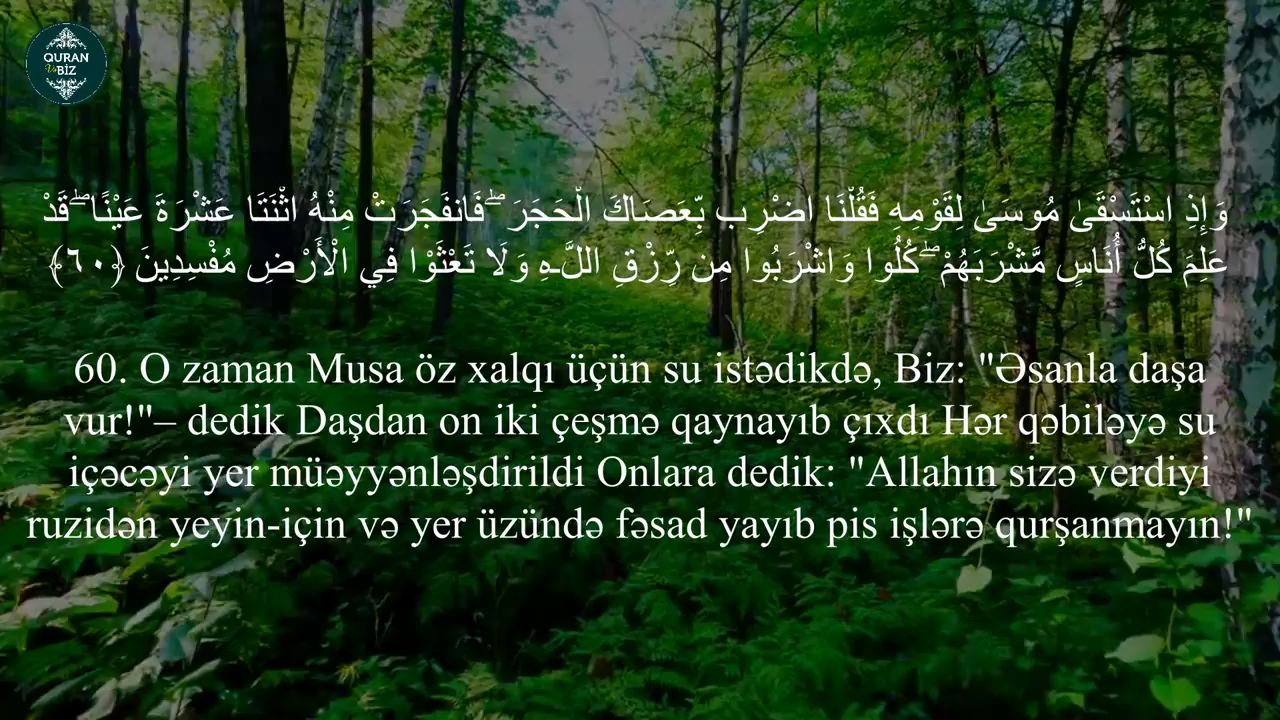 QURAN
Və
BİZ
وَإِذِ اسْتَسْقَىٰ مُوسَىٰ لِقَوْمِهِ فَقُلْنَا اضْرِب بِّعَصَاكَ الْحَجَرَ ۖ فَانفَجَرَتْ مِنْهُ اثْنَتَا عَشْرَةَ عَيْنًا ۖ قَدْ
عَلِمَ كُلُّ أُنَاسٍ مَّشْرَبَهُمْ ۖ كُلُوا وَاشْرَبُوا مِن رِّزْقِ اللَّـهِ وَلَا تَعْثَوْا فِي الْأَرْضِ مُفْسِدِينَ ﴿٦٠﴾
60. O zaman Musa öz xalqı üçün su istədikdə, Biz: "Əsanla daşa
vur!"– dedik Daşdan on iki çeşmə qaynayıb çıxdı Hər qəbiləyə su
içəcəyi yer müəyyənləşdirildi Onlara dedik: "Allahın sizə verdiyi
ruzidən yeyin-için və yer üzündə fəsad yayıb pis işlərə qurşanmayın!"